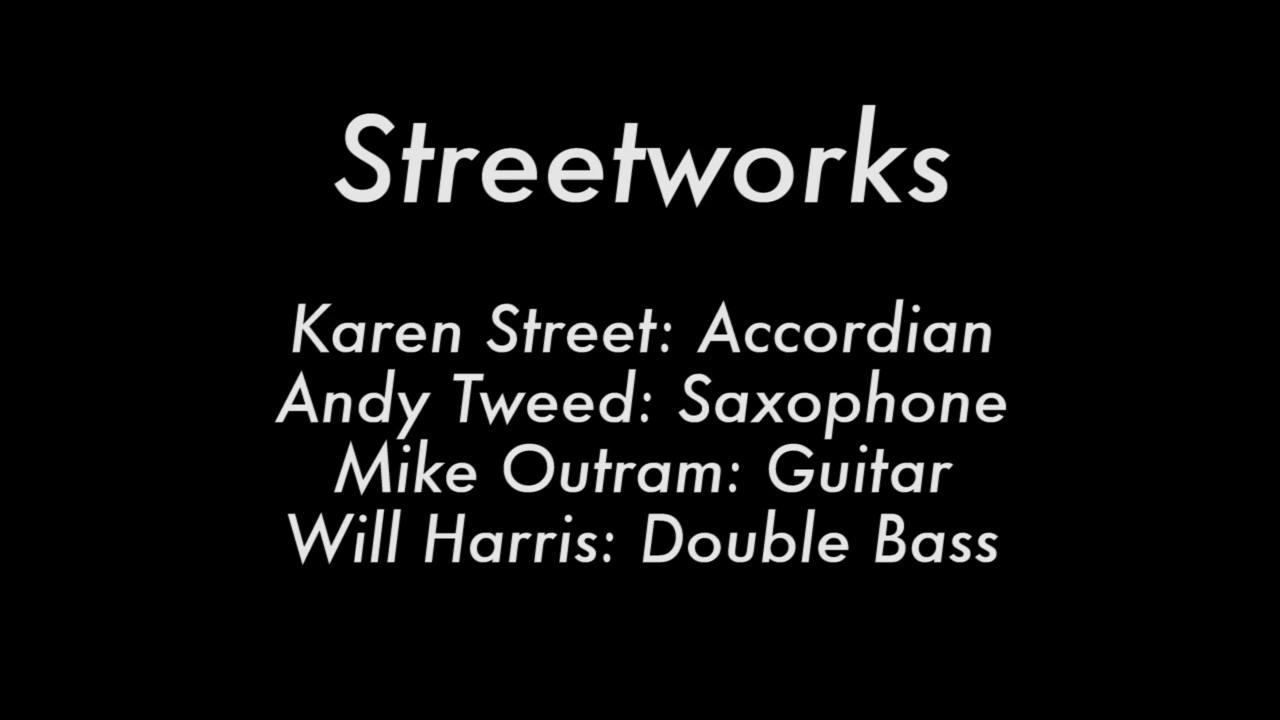 Streetworks
Karen Street: Accordian
Andy Tweed: Saxophone
Mike Outram: Guitar
Will Harris: Double Bass